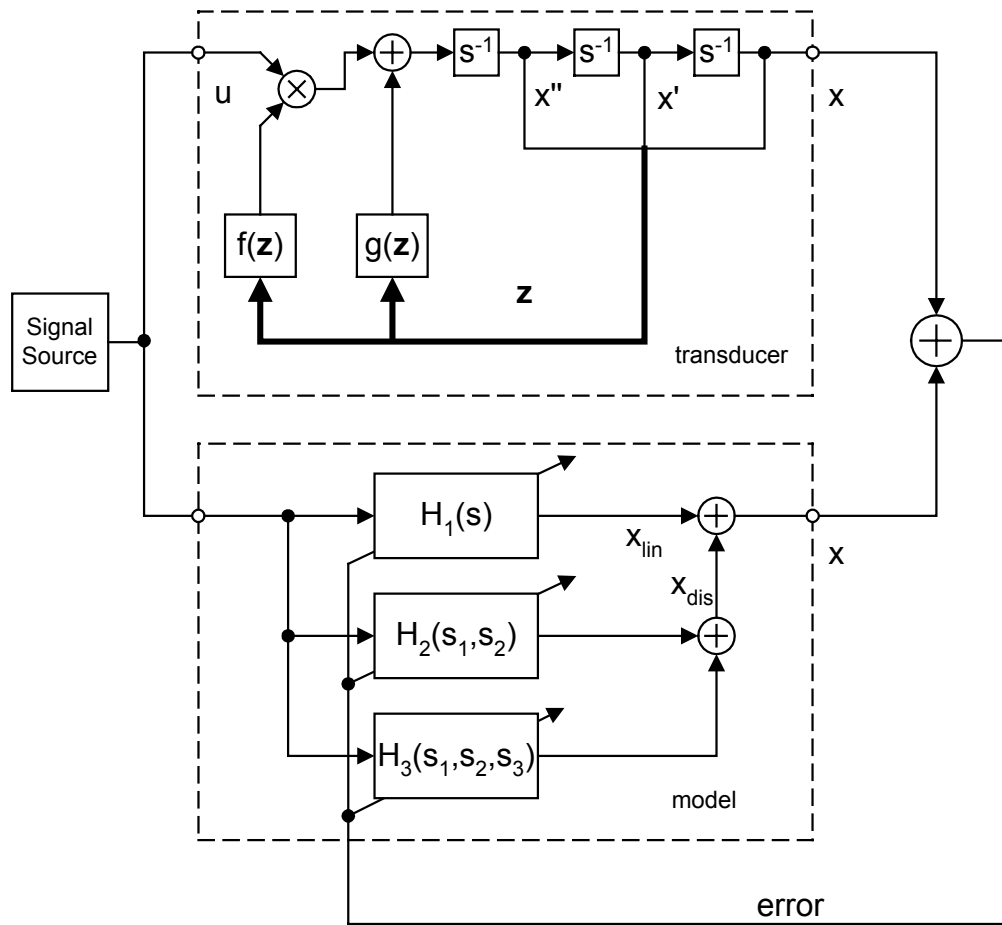 s⁻¹
s⁻¹
s⁻¹
u
x''
x'
x
f(z)
g(z)
z
Signal
Source
transducer
H₁(s)
x_lin
x
x_dis
H₂(s₁,s₂)
H₃(s₁,s₂,s₃)
model
error